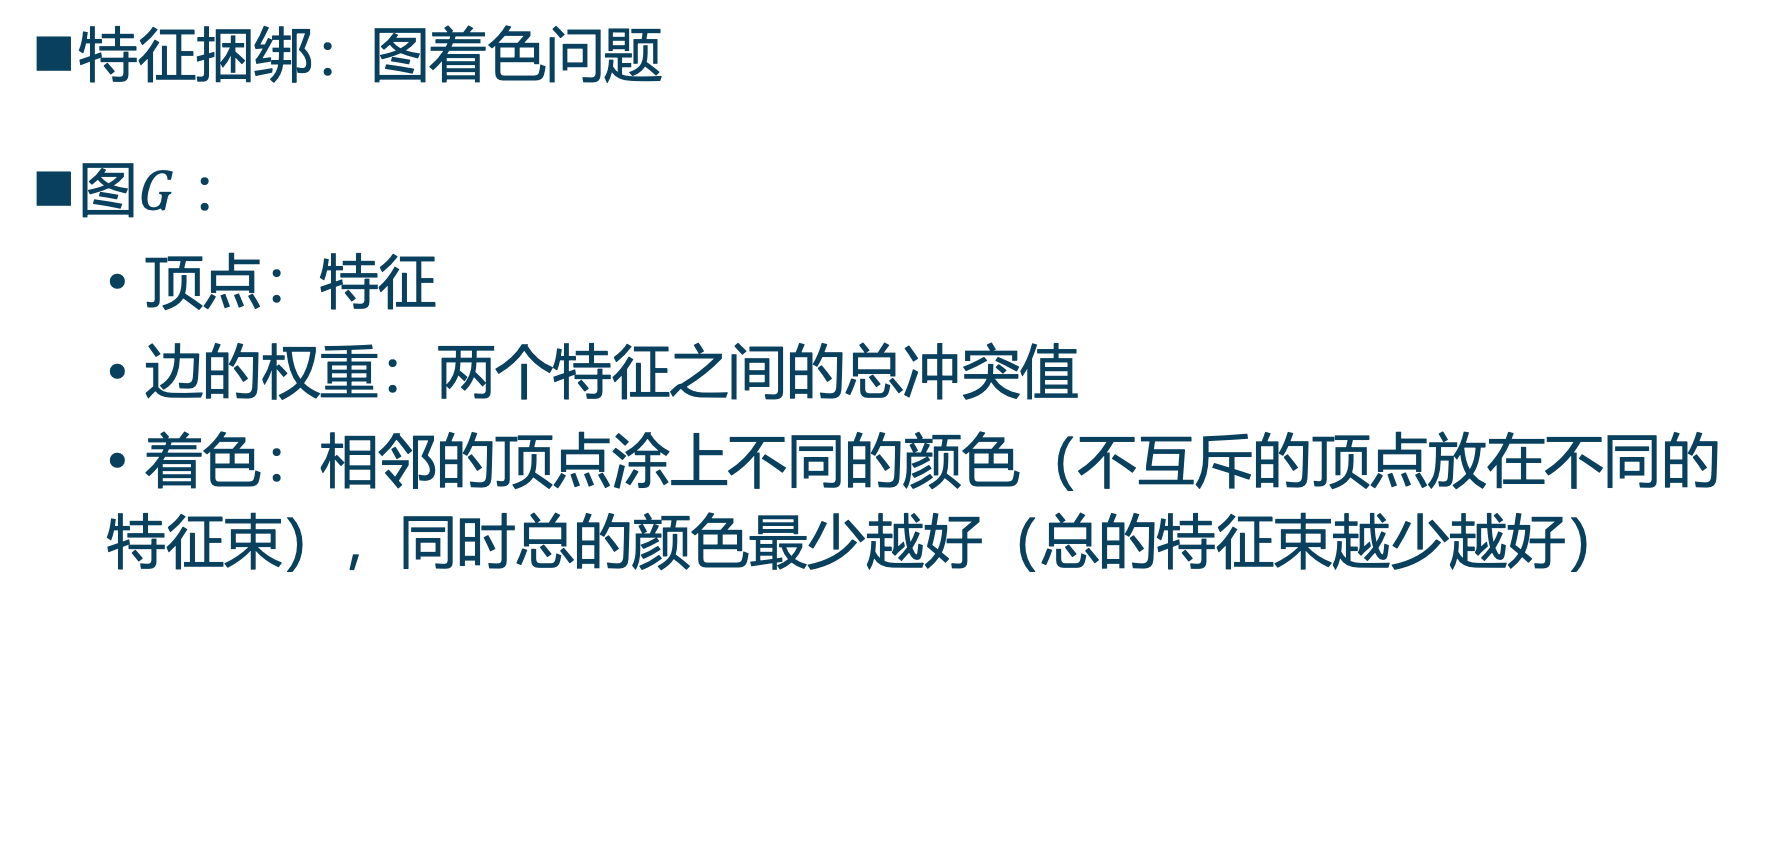 ■特征捆绑：图着色问题
■图G：
• 顶点：特征
• 边的权重：两个特征之间的总冲突值
• 着色：相邻的顶点涂上不同的颜色（不互斥的顶点放在不同的
特征束），同时总的颜色最少越好（总的特征束越少越好）